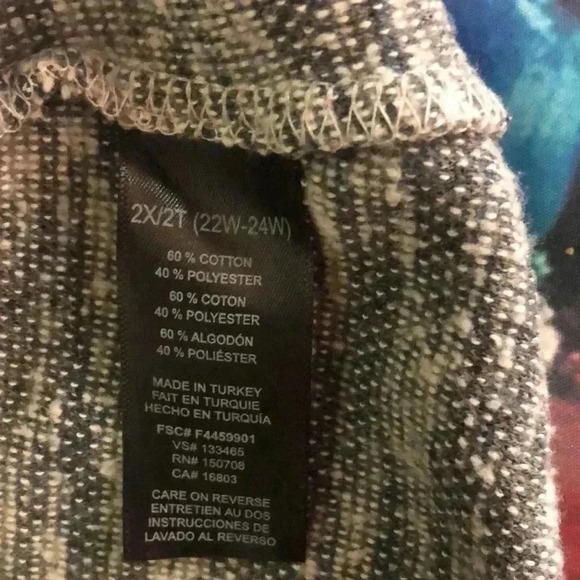 2X/2T (22W-24W)
60 % COTTON
40 % POLYESTER
60 % COTON
40 % POLYESTER
60 % ALGODÓN
40 % POLIÉSTER
MADE IN TURKEY
FAIT EN TURQUIE
HECHO EN TURQUÍA
FSC# F4459901
VS# 133465
RN# 150708
CA# 16803
CARE ON REVERSE
ENTRETIEN AU DOS
INSTRUCCIONES DE
LAVADO AL REVERSO